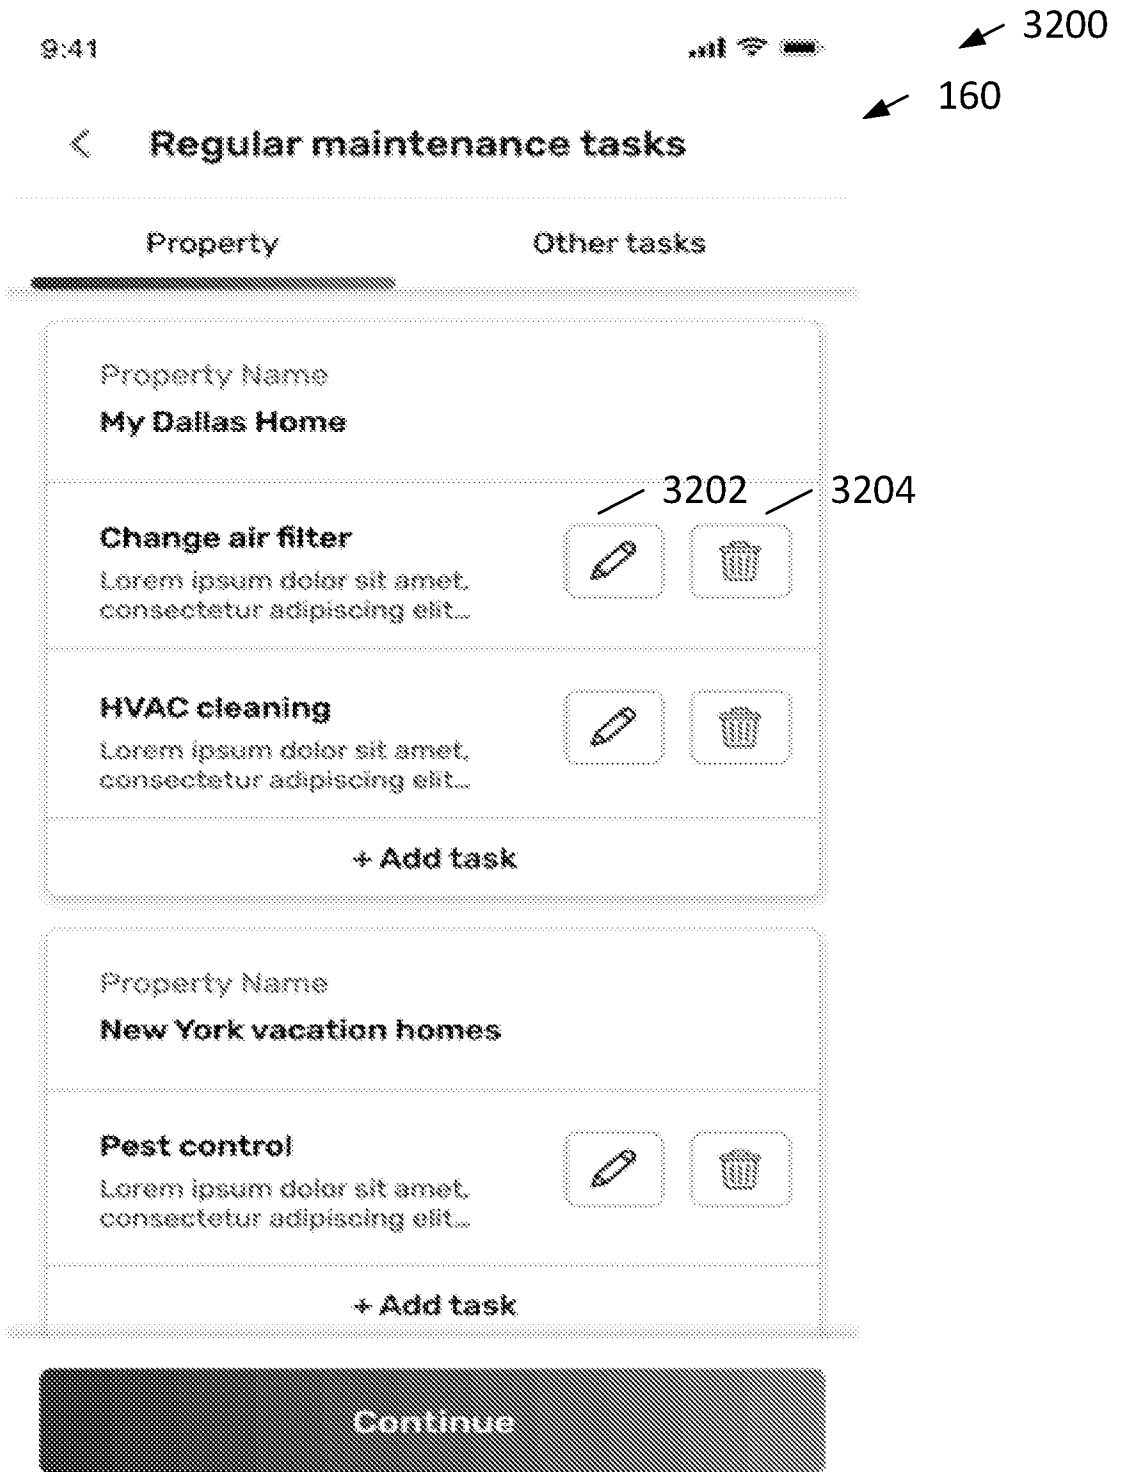 9:41
3200
160
< Regular maintenance tasks
Property Other tasks
Property Name
My Dallas Home
3202 3204
Change air filter
Lorem ipsum dolor sit amet,
consectetur adipiscing elit...
HVAC cleaning
Lorem ipsum dolor sit amet,
consectetur adipiscing elit...
+ Add task
Property Name
New York vacation homes
Pest control
Lorem ipsum dolor sit amet,
consectetur adipiscing elit...
+ Add task
Continue